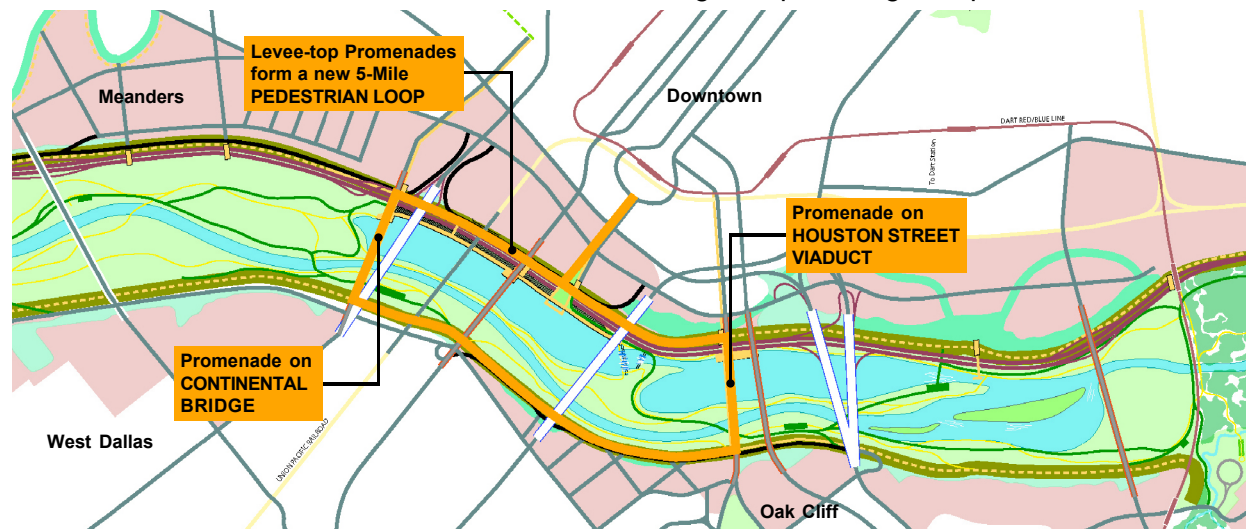 Levee-top Promenades
form a new 5-Mile
PEDESTRIAN LOOP
Meanders
Downtown
DART RED/BLUE LINE
To Dart Station
Promenade on
HOUSTON STREET
VIADUCT
Promenade on
CONTINENTAL
BRIDGE
West Dallas
UNION PACIFIC RAILROAD
Oak Cliff